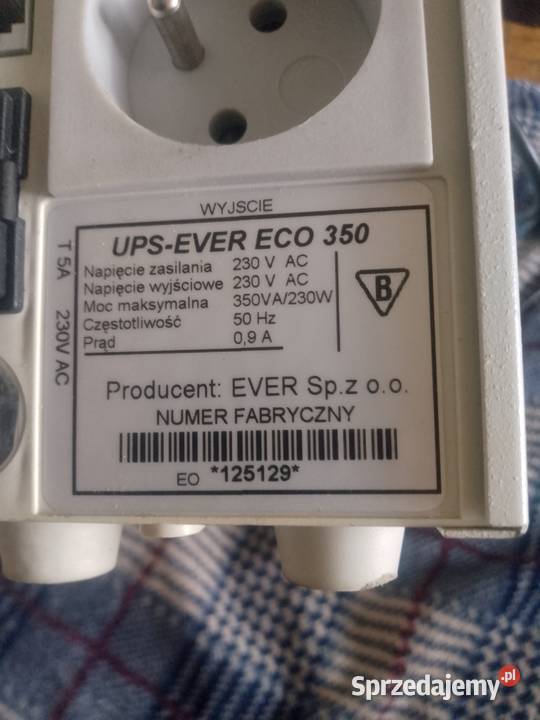 WYJSCIE
UPS-EVER ECO 350
Napięcie zasilania 230 V AC
Napięcie wyjściowe 230 V AC
Moc maksymalna 350VA/230W
Częstotliwość 50 Hz
Prąd 0,9 A
B
T 5A 230V AC
Producent: EVER Sp.z o.o.
NUMER FABRYCZNY
EO *125129*
Sprzedajemy.pl